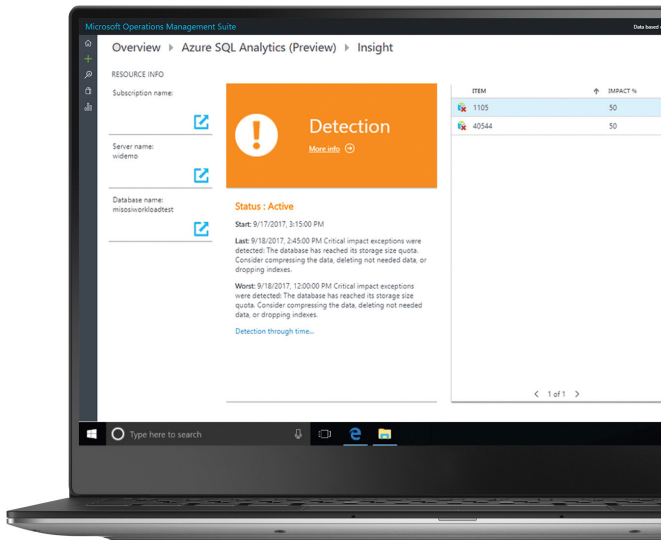 Microsoft Operations Management Suite
Data based
Overview Azure SQL Analytics (Preview) Insight
RESOURCE INFO
Subscription name:
Server name:
widemo
Database name:
misosiworkloadtest
Detection
More info
Status : Active
Start: 9/17/2017, 3:15:00 PM
Last: 9/18/2017, 2:45:00 PM Critical impact exceptions were
detected: The database has reached its storage size quota.
Consider compressing the data, deleting not needed data, or
dropping indexes.
Worst: 9/18/2017, 12:00:00 PM Critical impact exceptions
were detected: The database has reached its storage size
quota. Consider compressing the data, deleting not needed
data, or dropping indexes.
Detection through time...
ITEM IMPACT %
1105 50
40544 50
1 of 1
Type here to search